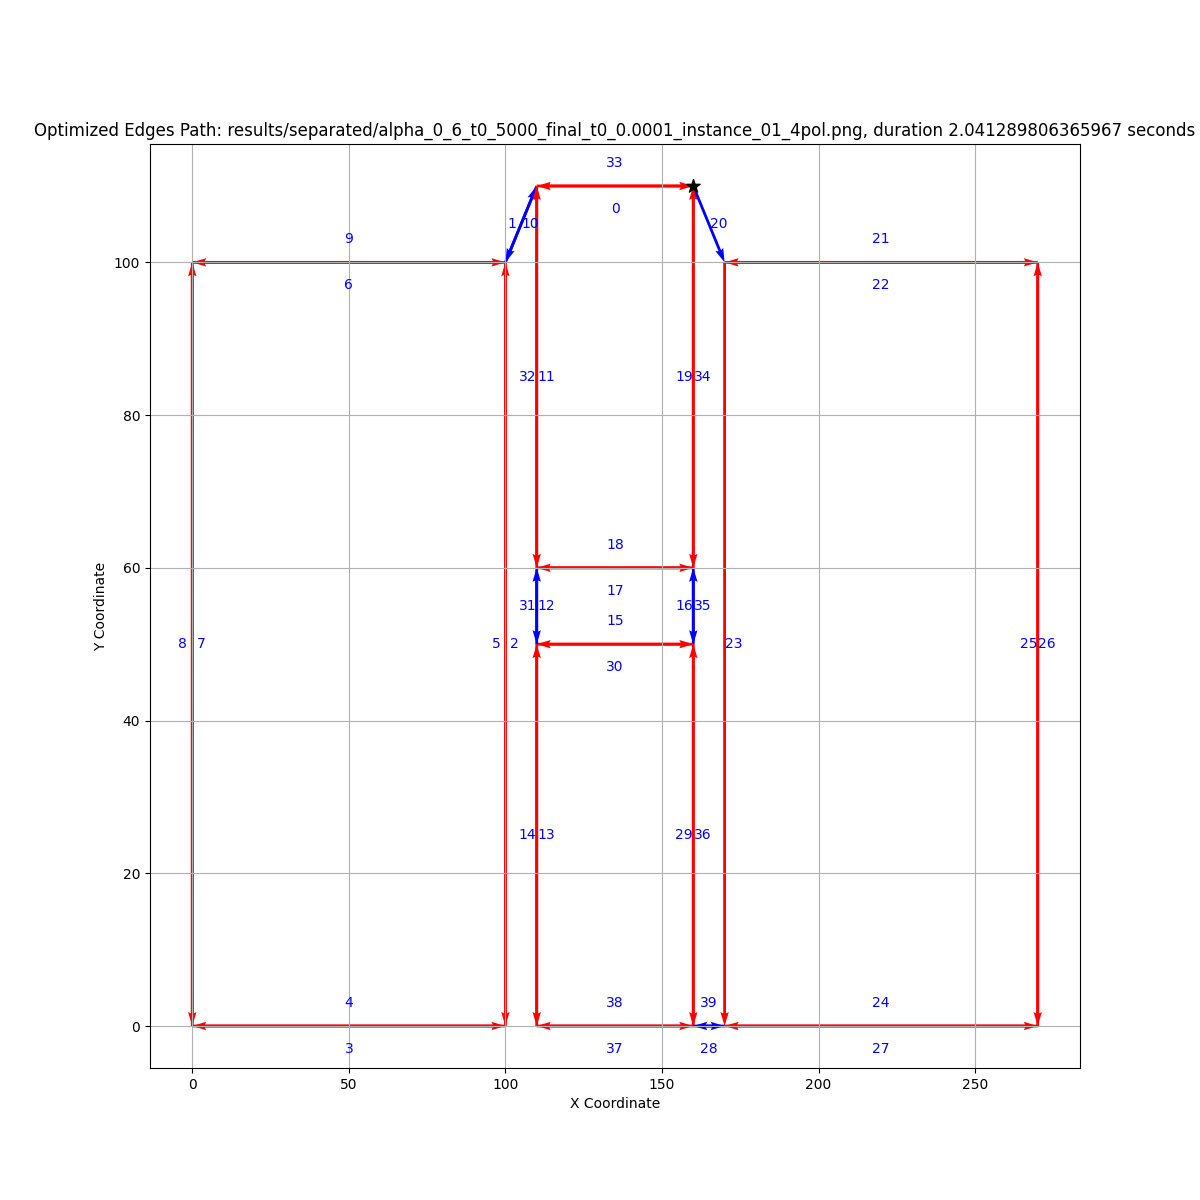 Optimized Edges Path: results/separated/alpha_0_6_t0_5000_final_t0_0.0001_instance_01_4pol.png, duration 2.041289806365967 seconds
33
0
1 10 20
9 21
100
6 22
32 11 19 34
80
18
60
17
31 12 16 35
15
Y Coordinate
8 7 5 2 23 25 26
30
40
14 13 29 36
20
4 38 39 24
0
3 37 28 27
0 50 100 150 200 250
X Coordinate